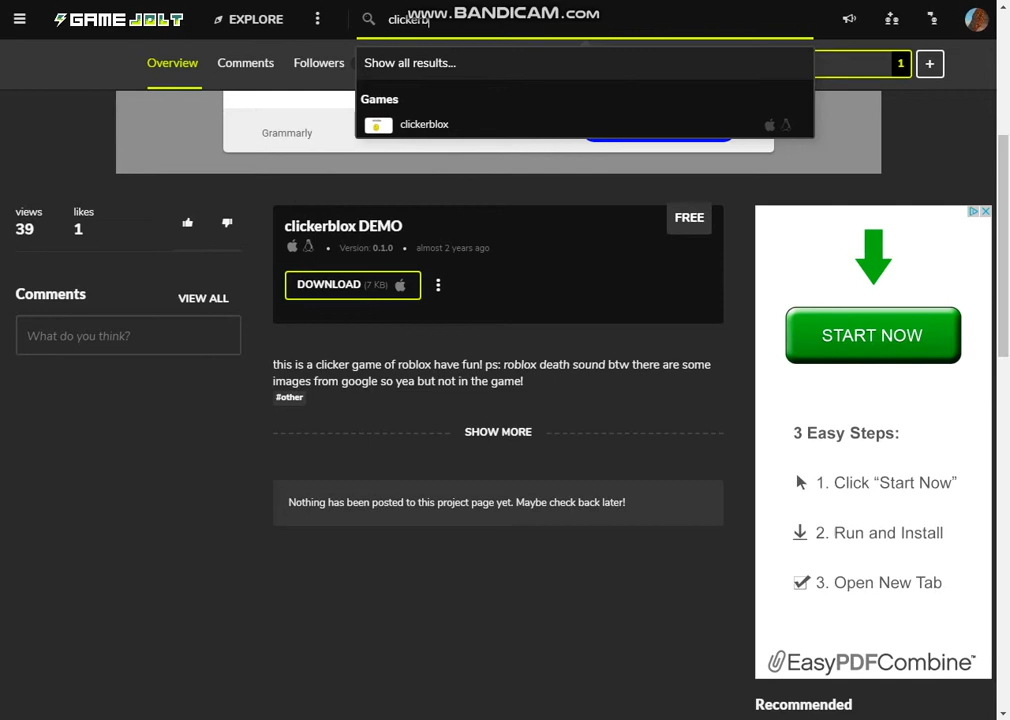 www.BANDICAM.com
GAME JOLT
EXPLORE
clickerb
Overview
Comments
Followers
Show all results...
1
Games
clickerblox
Grammarly
views
39
likes
1
clickerblox DEMO
FREE
Version: 0.1.0 • almost 2 years ago
DOWNLOAD (7 KB)
Comments
VIEW ALL
What do you think?
this is a clicker game of roblox have fun! ps: roblox death sound btw there are some
images from google so yea but not in the game!
#other
SHOW MORE
Nothing has been posted to this project page yet. Maybe check back later!
START NOW
3 Easy Steps:
1. Click “Start Now”
2. Run and Install
3. Open New Tab
EasyPDFCombine™
Recommended